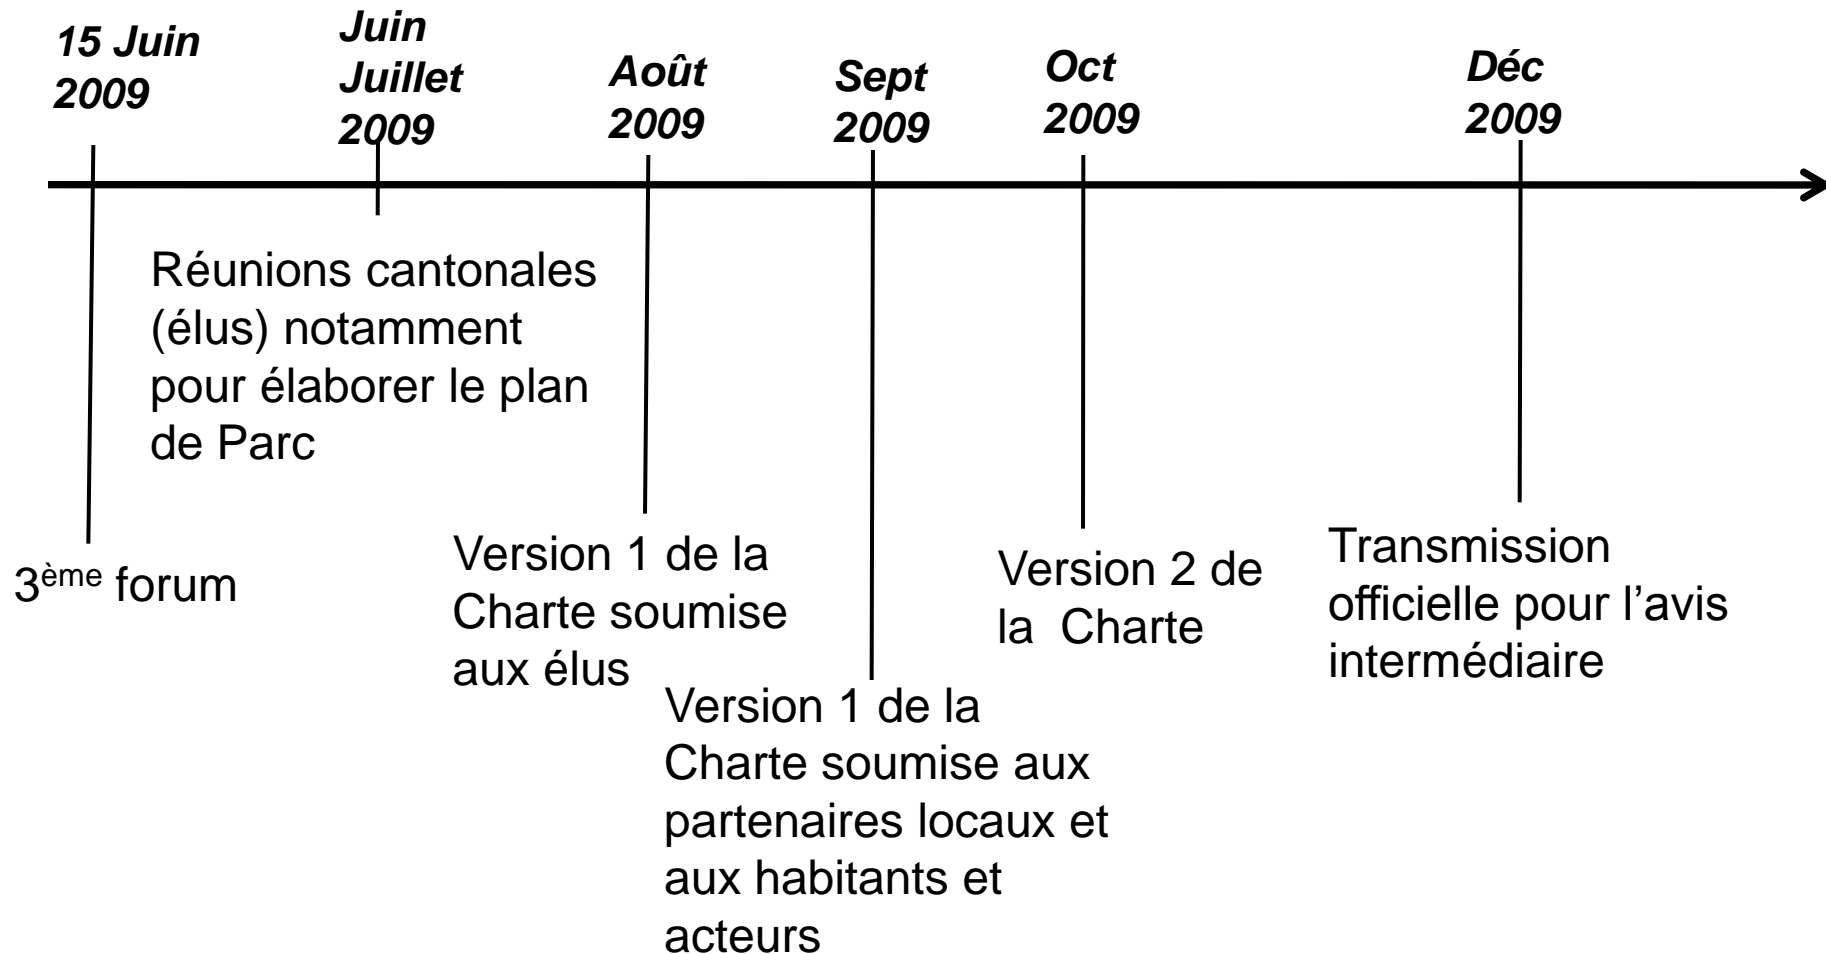 15 Juin
2009
Juin
Juillet
2009
Août
2009
Sept
2009
Oct
2009
Déc
2009
Réunions cantonales
(élus) notamment
pour élaborer le plan
de Parc
3ème forum
Version 1 de la
Charte soumise
aux élus
Version 1 de la
Charte soumise aux
partenaires locaux et
aux habitants et
acteurs
Version 2 de
la  Charte
Transmission
officielle pour l’avis
intermédiaire